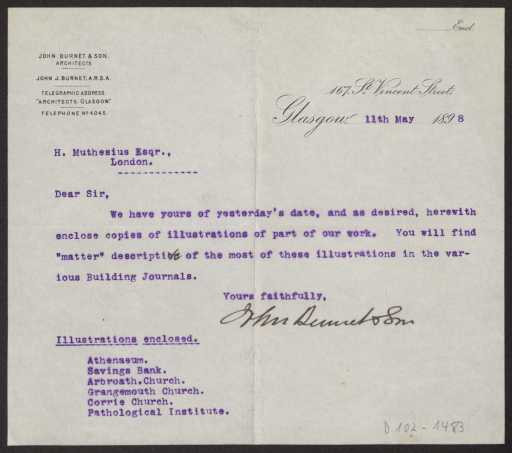 Encl
JOHN BURNET & SON,
ARCHITECTS
JOHN J. BURNET, A.R.S.A.
TELEGRAPHIC ADDRESS
"ARCHITECTS GLASGOW"
TELEPHONE No 4045.
167, St Vincent Street,
Glasgow, 11th May 1898
H. Muthesius Esqr.,
London.
Dear Sir,
We have yours of yesterday's date, and as desired, herewith
enclose copies of illustrations of part of our work. You will find
"matter" descriptive of the most of these illustrations in the var-
ious Building Journals.
Yours faithfully,
John Burnet & Son
Illustrations enclosed.
Athenaeum.
Savings Bank.
Arbroath.Church.
Grangemouth Church.
Corrie Church.
Pathological Institute.
D 102-1483